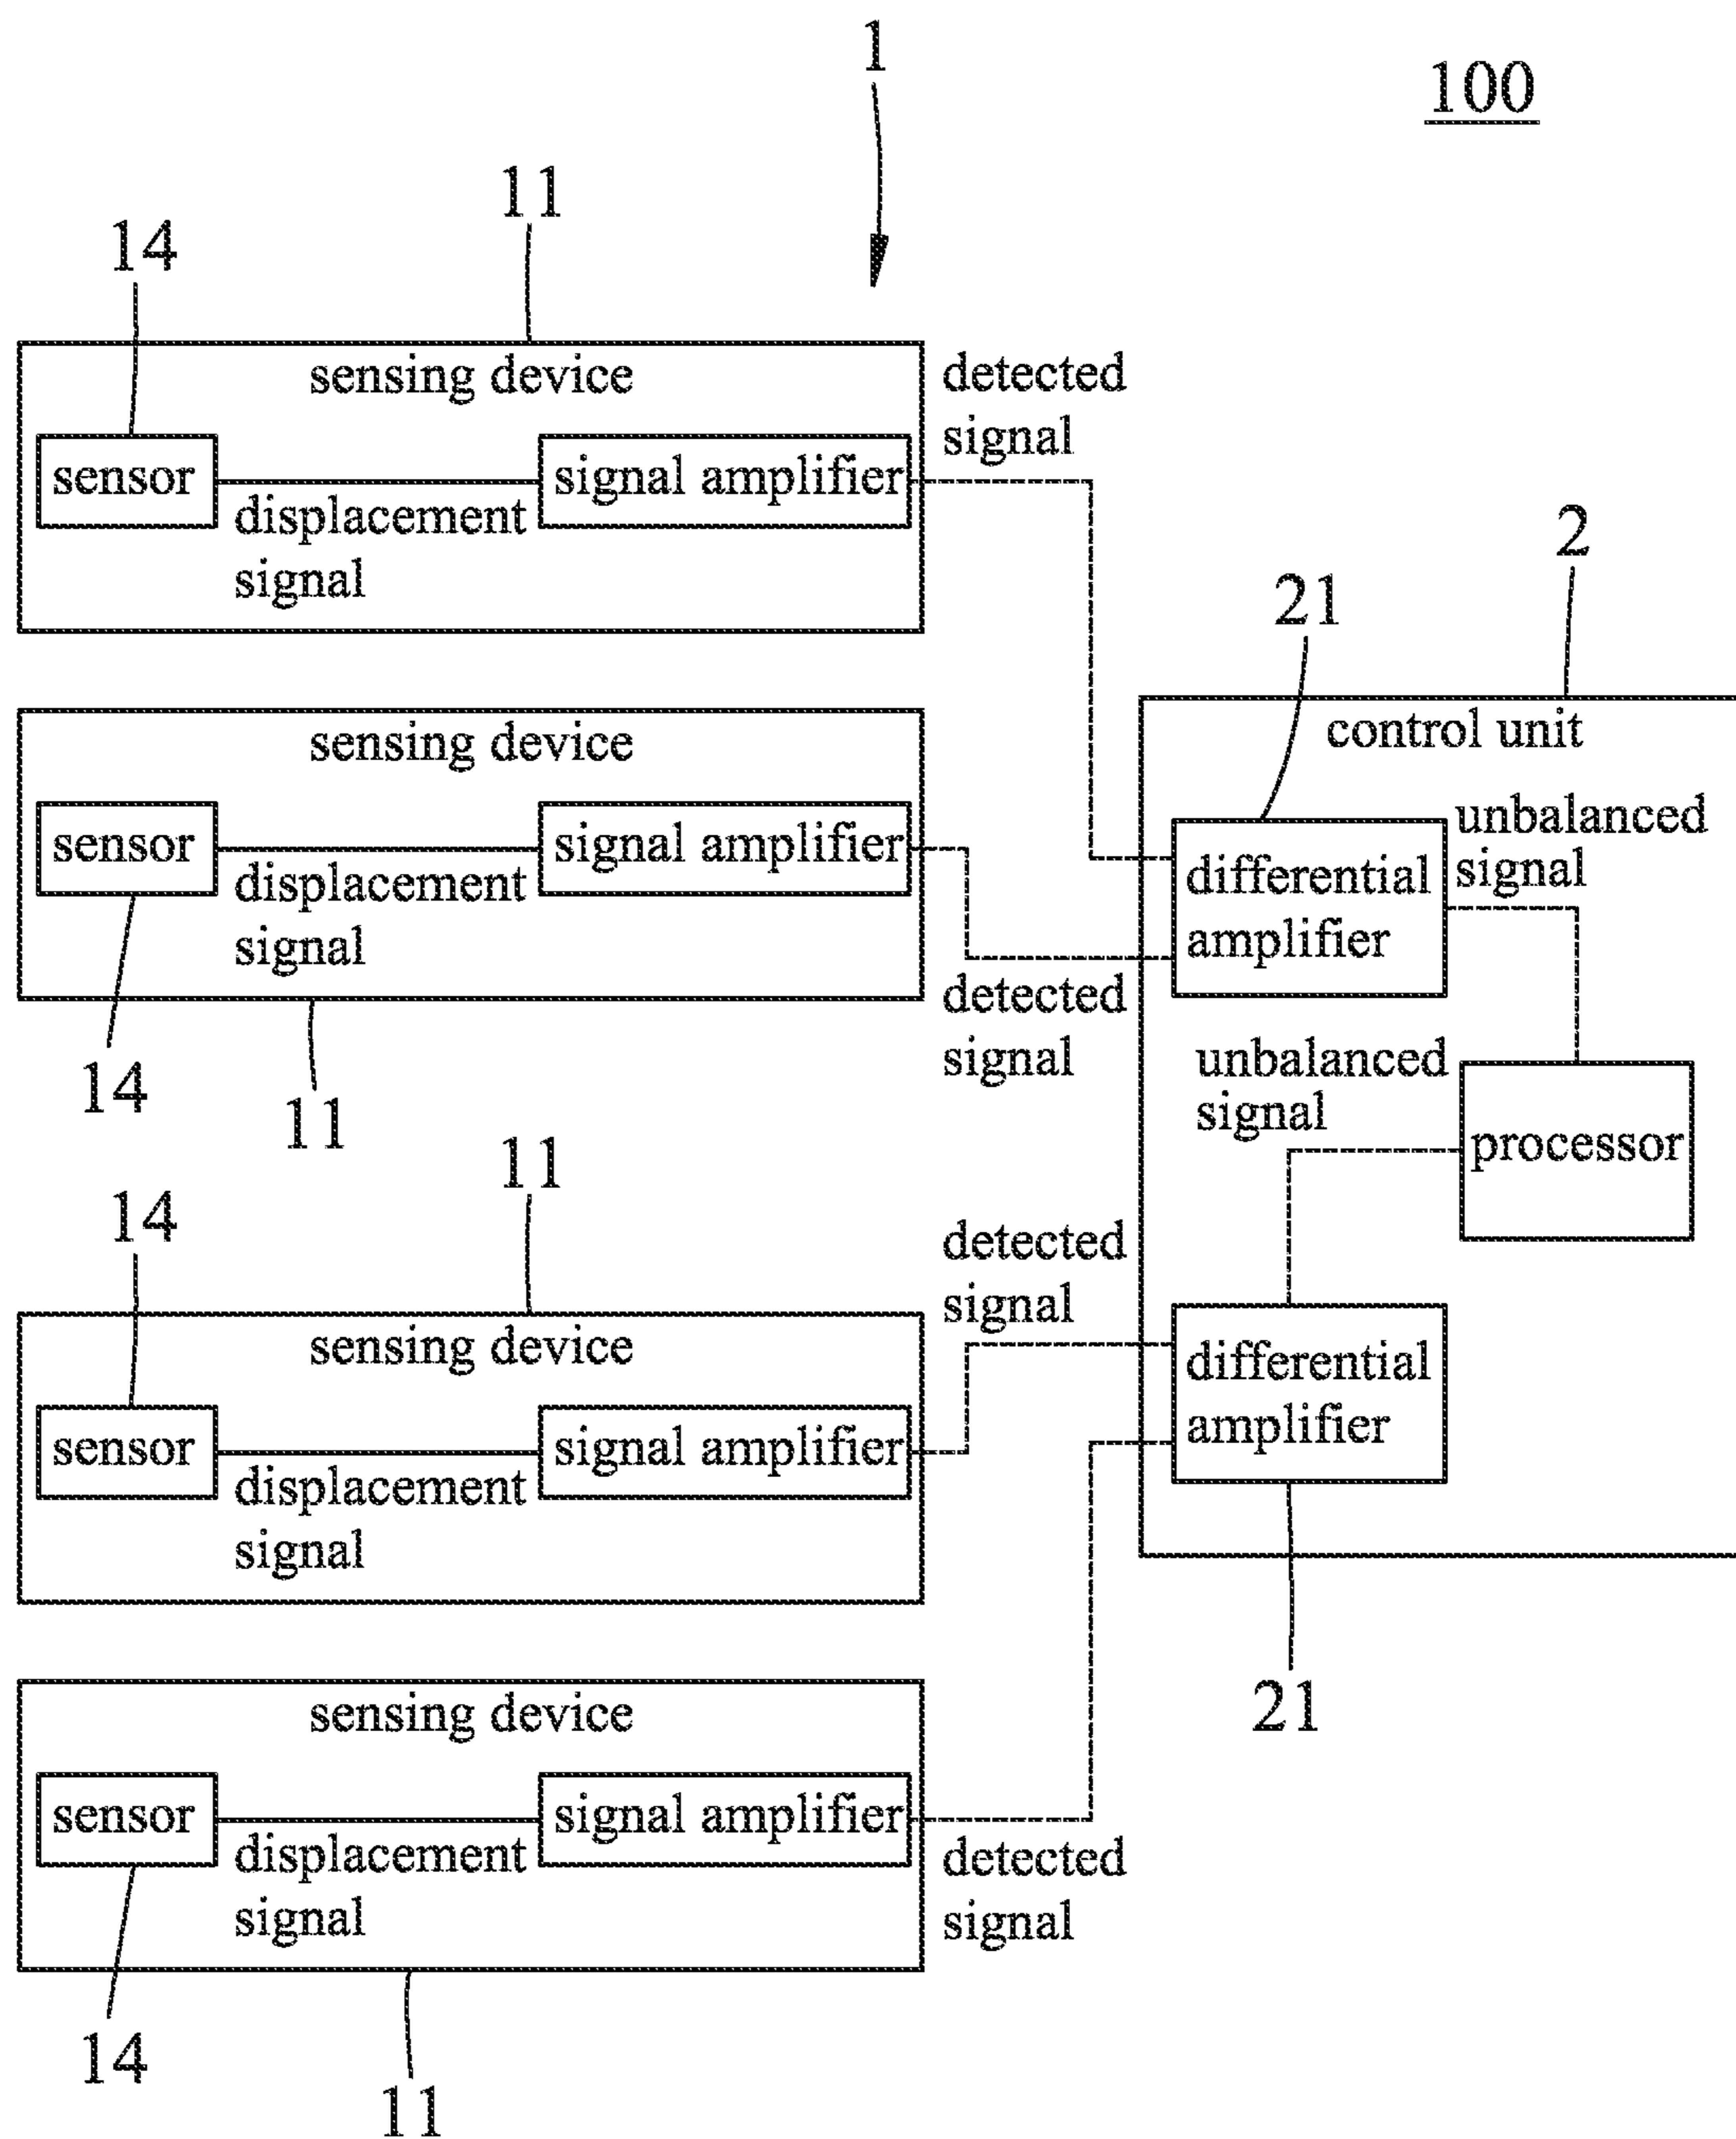 1
100
11
14
sensing device
detected
signal
sensor
signal amplifier
displacement
signal
2
21
sensing device
control unit
sensor
signal amplifier
displacement
signal
unbalanced
signal
differential
amplifier
detected
signal
14
11
unbalanced
signal
processor
11
14
detected
signal
sensing device
differential
amplifier
sensor
signal amplifier
displacement
signal
21
sensing device
sensor
signal amplifier
displacement
signal
detected
signal
14
11